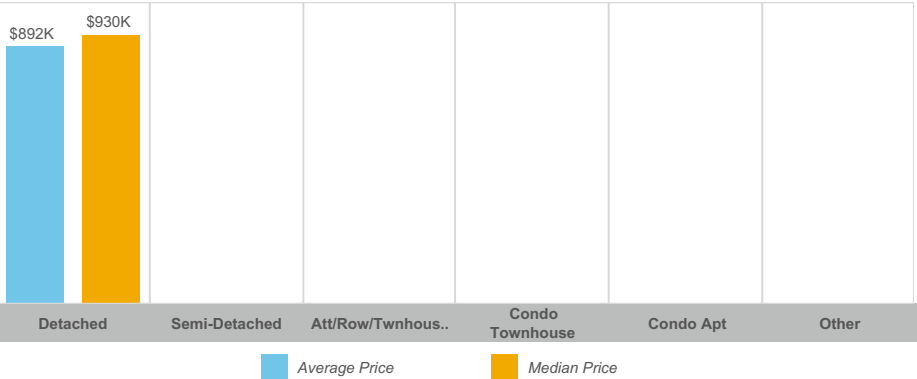 $892K
$930K
Detached
Semi-Detached
Att/Row/Twnhous..
Condo
Townhouse
Condo Apt
Other
Average Price
Median Price